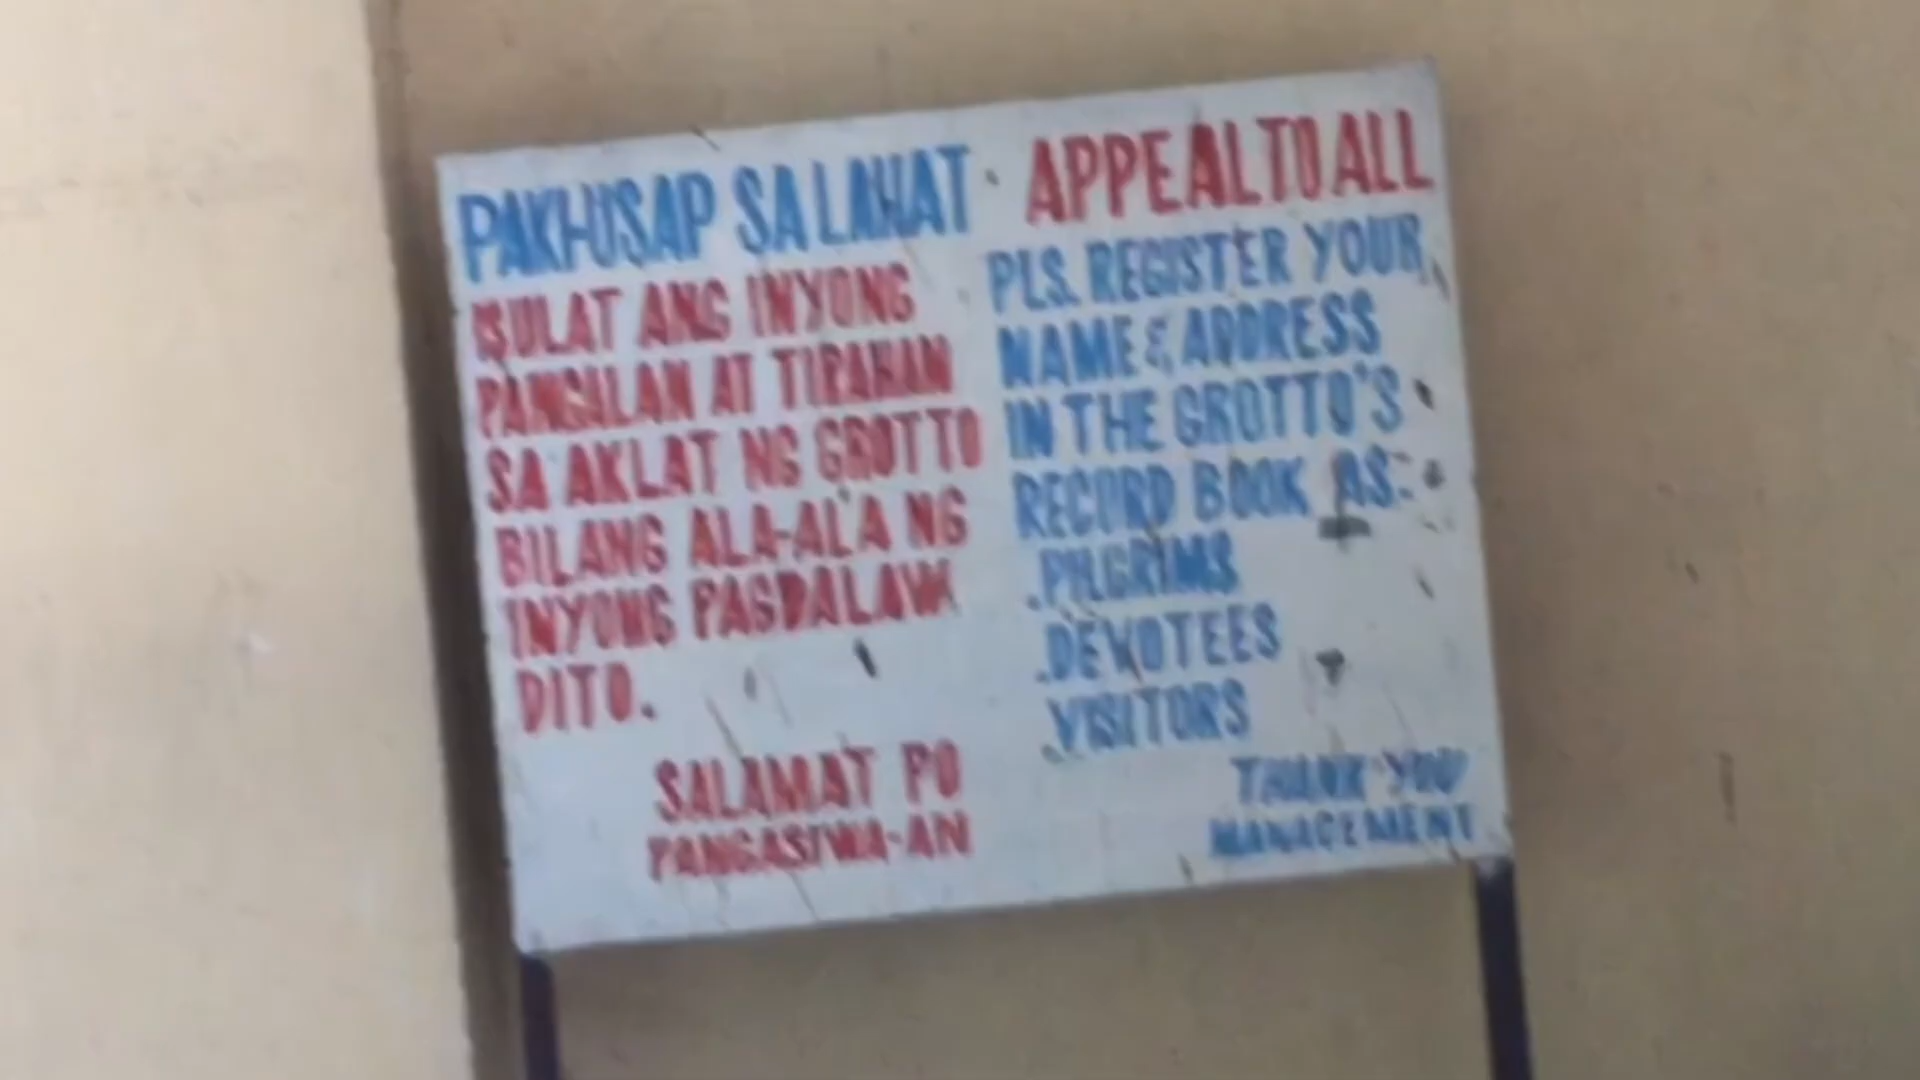 PAKIUSAP SA LAHAT
ISULAT ANG INYONG
PANGALAN AT TIRAHAN
SA AKLAT NG GROTTO
BILANG ALA-ALA NG
INYONG PAGDALAW
DITO.
SALAMAT PO
PANGASIWA-AN
APPEAL TO ALL
PLS. REGISTER YOUR
NAME & ADDRESS
IN THE GROTTO'S
RECORD BOOK AS:
.PILGRIMS
.DEVOTEES
.VISITORS
THANK YOU
MANAGEMENT